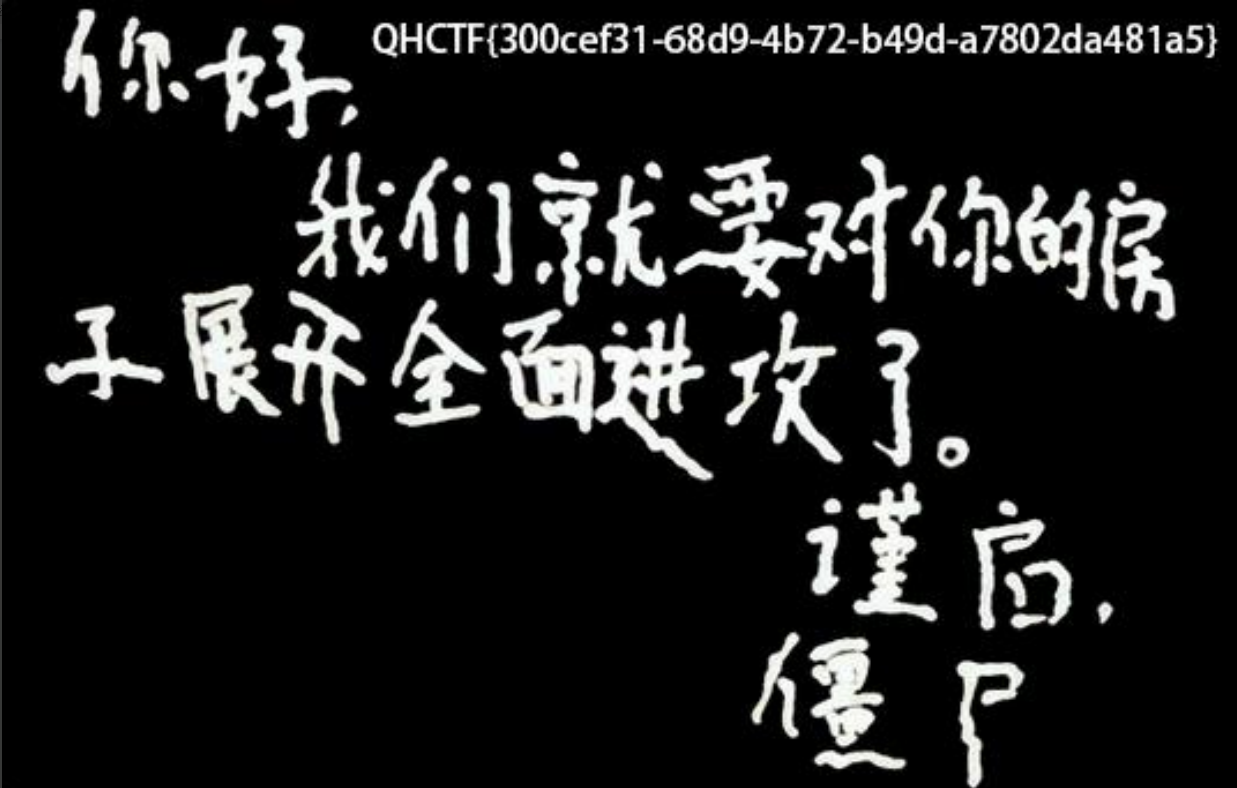 QHCTF{300cef31-68d9-4b72-b49d-a7802da481a5}
你好,
我们就要对你的房
子展开全面进攻了。
谨启,
僵尸